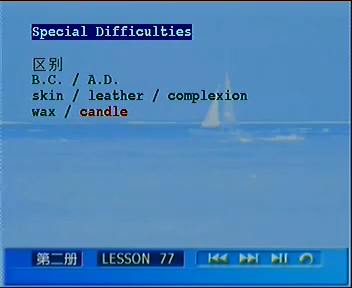 Special Difficulties
区别
B.C. / A.D.
skin / leather / complexion
wax / candle
第二册 LESSON 77